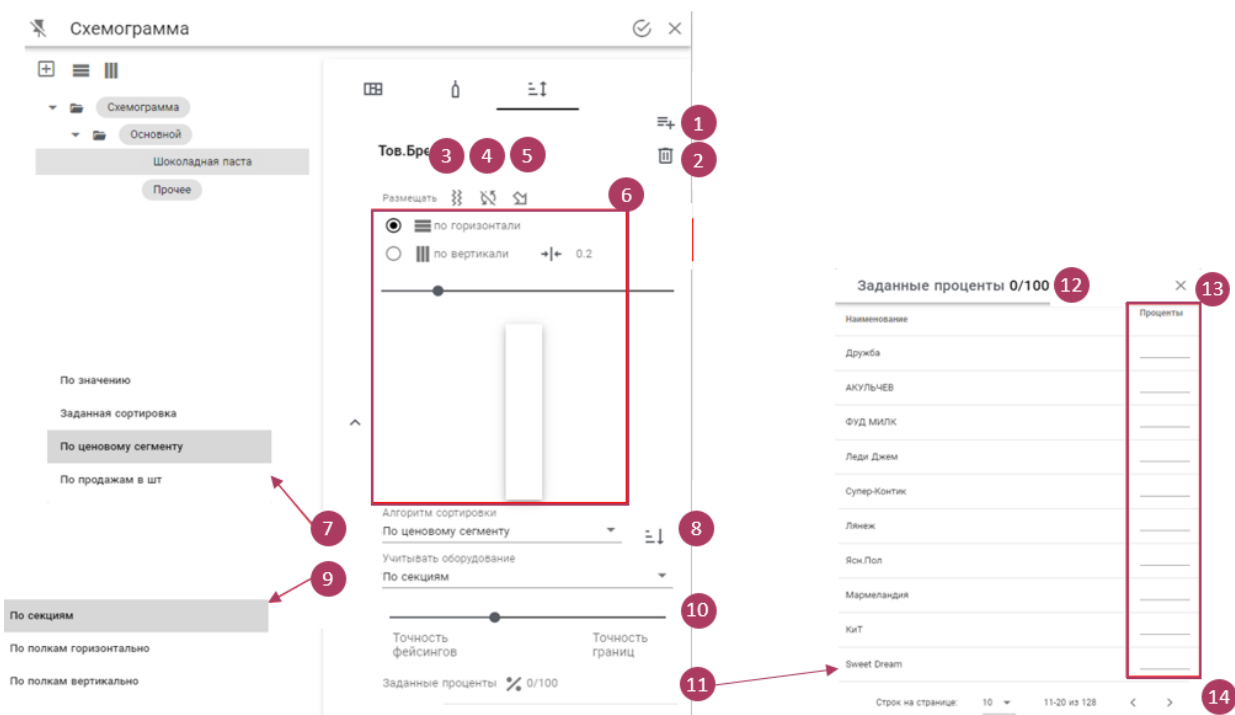 Схемограмма
Схемограмма
Основной
Шоколадная паста
Прочее
1
Тов.Бре
3
4
5
2
Размещать
6
по горизонтали
по вертикали
0.2
По значению
Заданная сортировка
По ценовому сегменту
По продажам в шт
7
Алгоритм сортировки
По ценовому сегменту
8
Учитывать оборудование
По секциям
9
По секциям
По полкам горизонтально
По полкам вертикально
10
Точность фейсингов
Точность границ
Заданные проценты % 0/100
11
Заданные проценты 0/100
12
13
Наименование
Проценты
Дружба
АКУЛЬЧЕВ
ФУД МИЛК
Леди Джем
Супер-Контик
Лянеж
Ясн.Пол
Мармеландия
КиТ
Sweet Dream
Строк на странице: 10
11-20 из 128
14